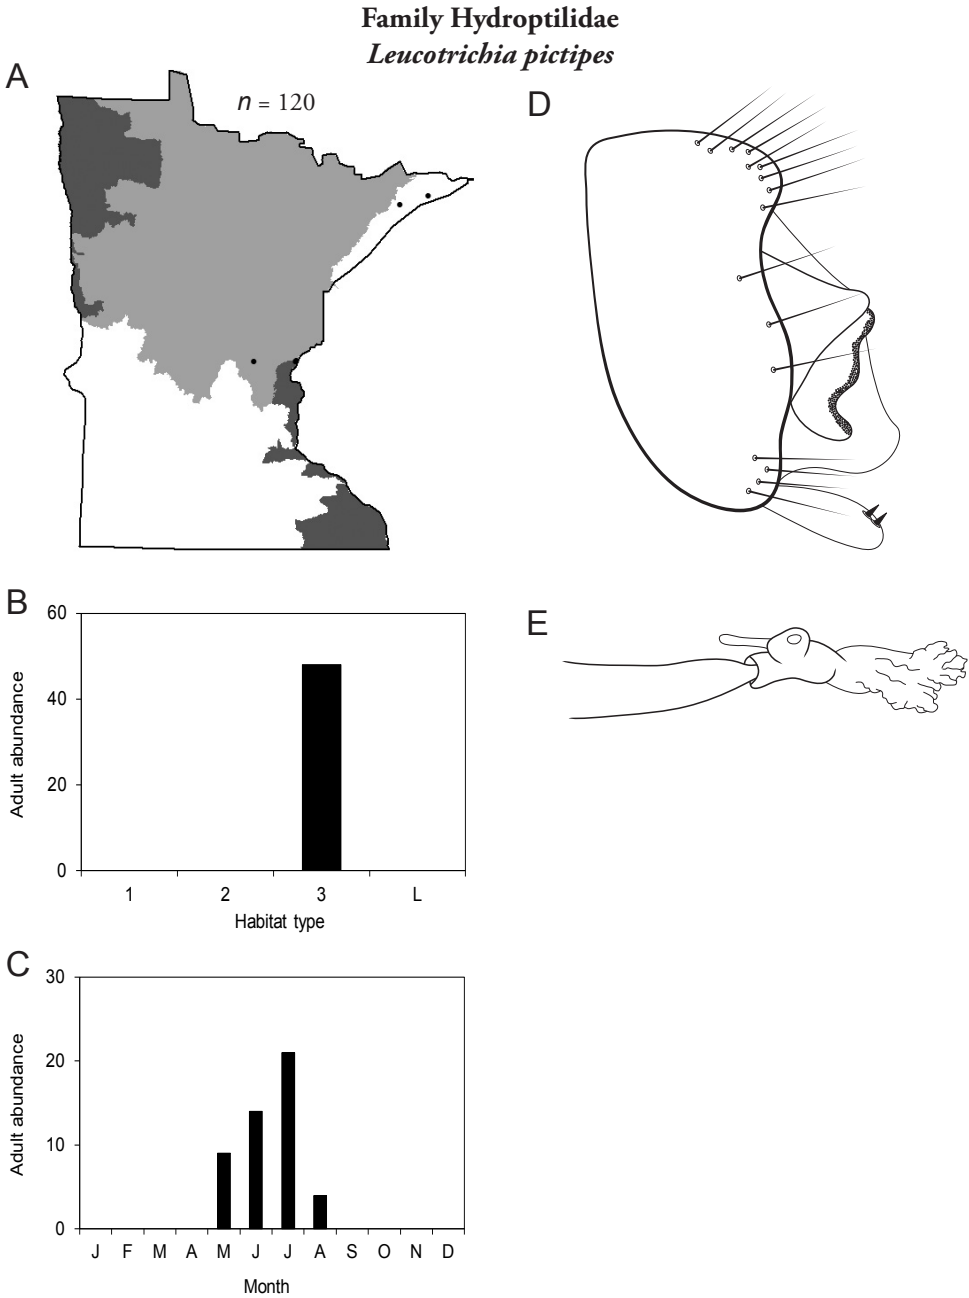 Family Hydroptilidae
Leucotrichia pictipes
A
n = 120
D
B
60
40
20
0
Adult abundance
1 2 3 L
Habitat type
E
C
30
20
10
0
Adult abundance
J F M A M J J A S O N D
Month